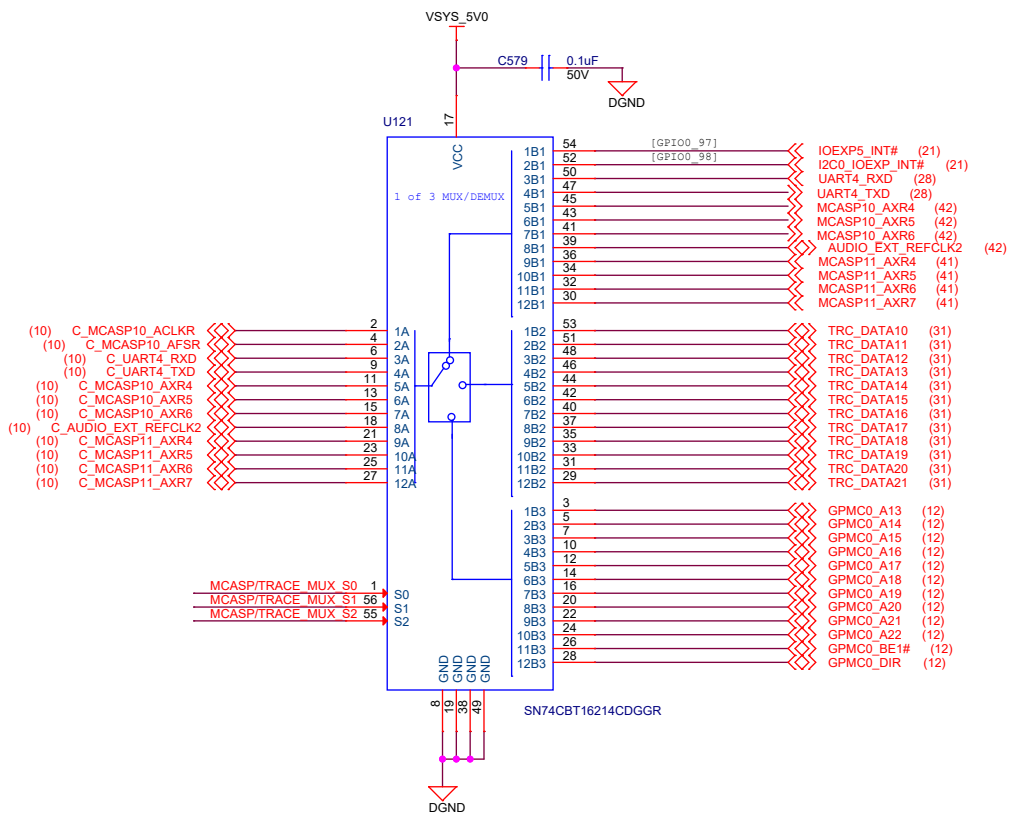 VSYS_5V0
C579 0.1uF
50V
DGND
U121
17
VCC
1 of 3 MUX/DEMUX
1B1 54 [GPIO0_97] IOEXP5_INT# (21)
2B1 52 [GPIO0_98] I2C0_IOEXP_INT# (21)
3B1 50 UART4_RXD (28)
4B1 47 UART4_TXD (28)
5B1 45 MCASP10_AXR4 (42)
6B1 43 MCASP10_AXR5 (42)
7B1 41 MCASP10_AXR6 (42)
8B1 39 AUDIO_EXT_REFCLK2 (42)
9B1 36 MCASP11_AXR4 (41)
10B1 34 MCASP11_AXR5 (41)
11B1 32 MCASP11_AXR6 (41)
12B1 30 MCASP11_AXR7 (41)
(10) C_MCASP10_ACLKR 2 1A 1B2 53 TRC_DATA10 (31)
(10) C_MCASP10_AFSR 4 2A 2B2 51 TRC_DATA11 (31)
(10) C_UART4_RXD 6 3A 3B2 48 TRC_DATA12 (31)
(10) C_UART4_TXD 9 4A 4B2 46 TRC_DATA13 (31)
(10) C_MCASP10_AXR4 11 5A 5B2 44 TRC_DATA14 (31)
(10) C_MCASP10_AXR5 13 6A 6B2 42 TRC_DATA15 (31)
(10) C_MCASP10_AXR6 15 7A 7B2 40 TRC_DATA16 (31)
(10) C_AUDIO_EXT_REFCLK2 18 8A 8B2 37 TRC_DATA17 (31)
(10) C_MCASP11_AXR4 21 9A 9B2 35 TRC_DATA18 (31)
(10) C_MCASP11_AXR5 23 10A 10B2 33 TRC_DATA19 (31)
(10) C_MCASP11_AXR6 25 11A 11B2 31 TRC_DATA20 (31)
(10) C_MCASP11_AXR7 27 12A 12B2 29 TRC_DATA21 (31)
1B3 3 GPMC0_A13 (12)
2B3 5 GPMC0_A14 (12)
3B3 7 GPMC0_A15 (12)
4B3 10 GPMC0_A16 (12)
5B3 12 GPMC0_A17 (12)
6B3 14 GPMC0_A18 (12)
7B3 16 GPMC0_A19 (12)
8B3 20 GPMC0_A20 (12)
9B3 22 GPMC0_A21 (12)
10B3 24 GPMC0_A22 (12)
11B3 26 GPMC0_BE1# (12)
12B3 28 GPMC0_DIR (12)
MCASP/TRACE_MUX_S0 1 S0
MCASP/TRACE_MUX_S1 56 S1
MCASP/TRACE_MUX_S2 55 S2
GND GND GND GND
8 19 38 49
SN74CBT16214CDGGR
DGND